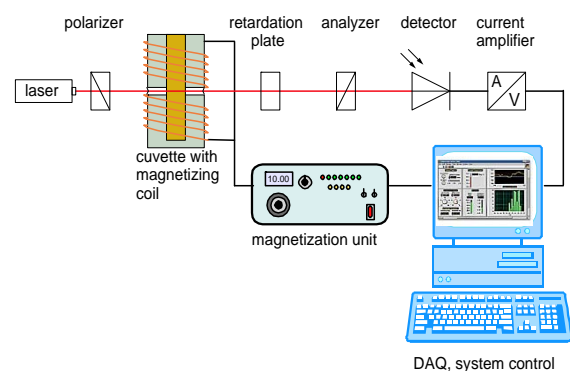 polarizer
retardation
plate
analyzer
detector
current
amplifier
laser
A
V
cuvette with
magnetizing
coil
10.00
magnetization unit
DAQ, system control